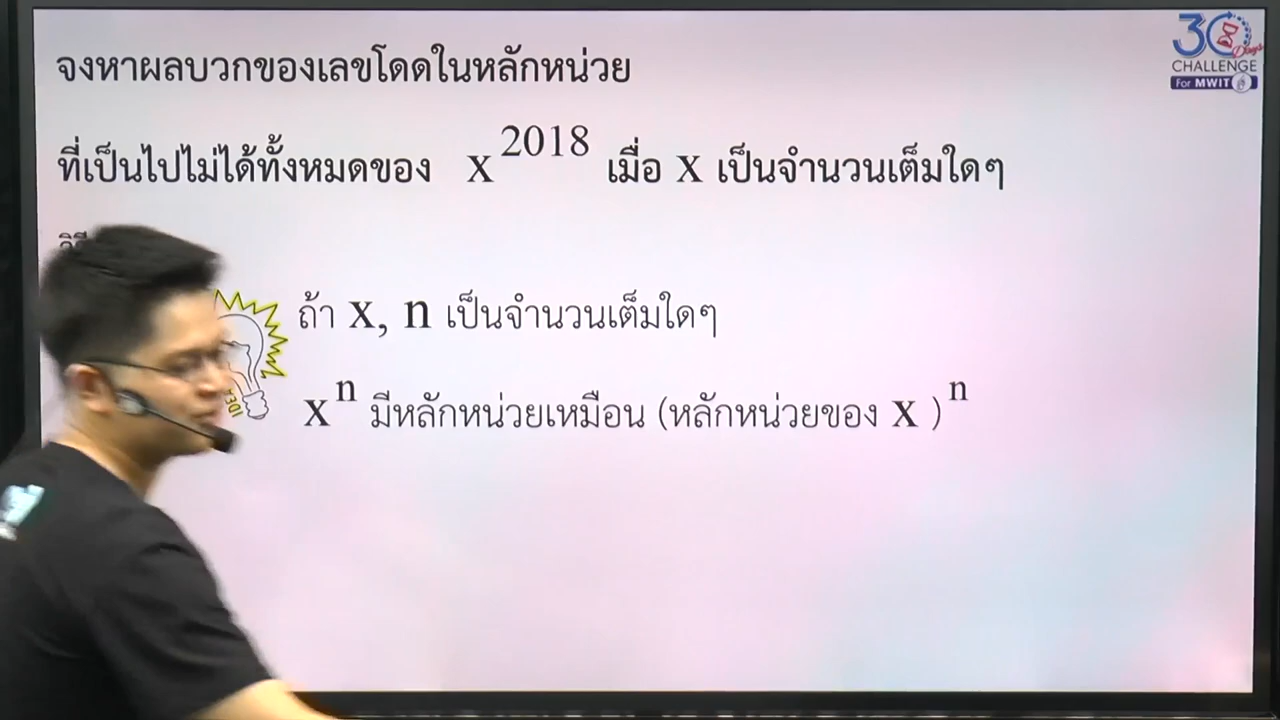 30 Days
CHALLENGE
For MWIT
จงหาผลบวกของเลขโดดในหลักหน่วย
ที่เป็นไปไม่ได้ทั้งหมดของ x^2018 เมื่อ x เป็นจำนวนเต็มใดๆ
ถ้า x, n เป็นจำนวนเต็มใดๆ
IDEA
x^n มีหลักหน่วยเหมือน (หลักหน่วยของ x )^n